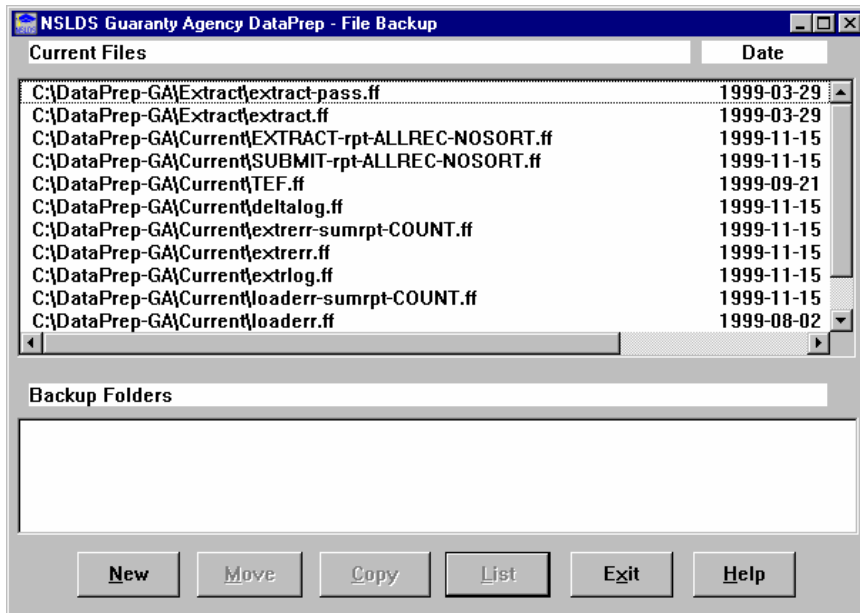 NSLDS Guaranty Agency DataPrep - File Backup
Current Files Date
C:\DataPrep-GA\Extract\extract-pass.ff 1999-03-29
C:\DataPrep-GA\Extract\extract.ff 1999-03-29
C:\DataPrep-GA\Current\EXTRACT-rpt-ALLREC-NOSORT.ff 1999-11-15
C:\DataPrep-GA\Current\SUBMIT-rpt-ALLREC-NOSORT.ff 1999-11-15
C:\DataPrep-GA\Current\TEF.ff 1999-09-21
C:\DataPrep-GA\Current\deltalog.ff 1999-11-15
C:\DataPrep-GA\Current\extrerr-sumrpt-COUNT.ff 1999-11-15
C:\DataPrep-GA\Current\extrerr.ff 1999-11-15
C:\DataPrep-GA\Current\extrlog.ff 1999-11-15
C:\DataPrep-GA\Current\loaderr-sumrpt-COUNT.ff 1999-11-15
C:\DataPrep-GA\Current\loaderr.ff 1999-08-02
Backup Folders
New Move Copy List Exit Help